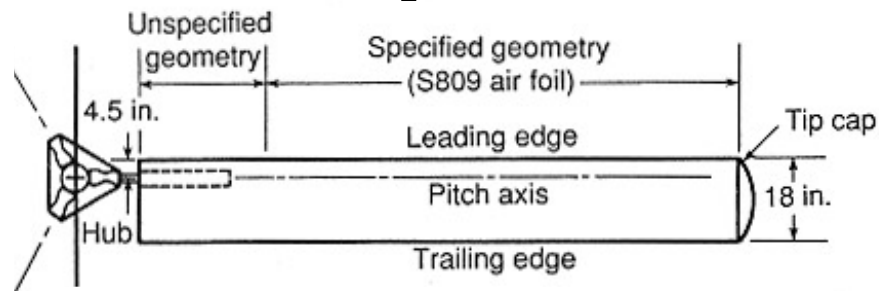 Unspecified
geometry
Specified geometry
(S809 air foil)
4.5 in.
Leading edge
Tip cap
Pitch axis
18 in.
Hub
Trailing edge